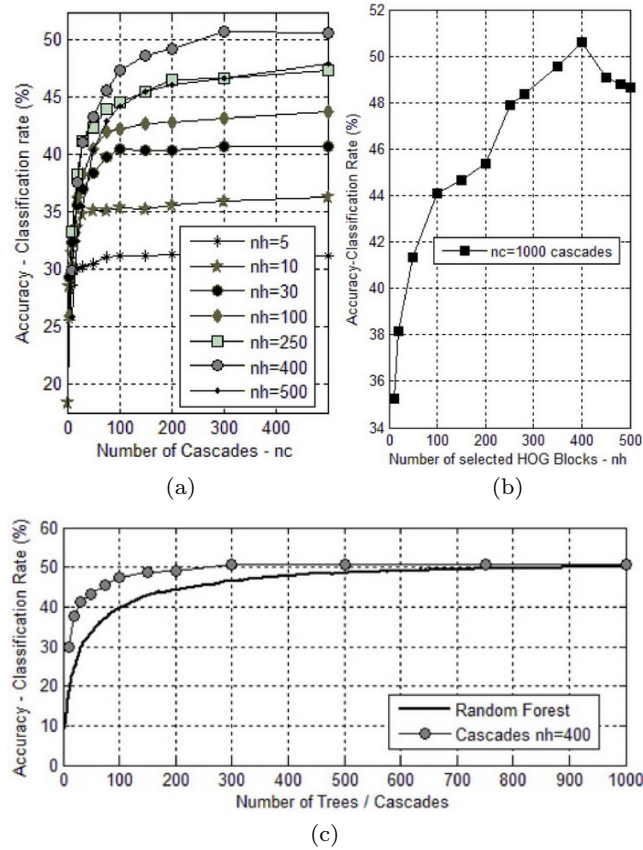 Accuracy - Classification rate (%)
50
45
40
35
30
25
20
nh=5
nh=10
nh=30
nh=100
nh=250
nh=400
nh=500
0 100 200 300 400
Number of Cascades - nc
(a)
Accuracy-Classification Rate (%)
52
50
48
46
44
42
40
38
36
34
nc=1000 cascades
0 100 200 300 400 500
Number of selected HOG Blocks - nh
(b)
Accuracy - Classification Rate (%)
60
50
40
30
20
10
0
Random Forest
Cascades nh=400
0 100 200 300 400 500 600 700 800 900 1000
Number of Trees / Cascades
(c)